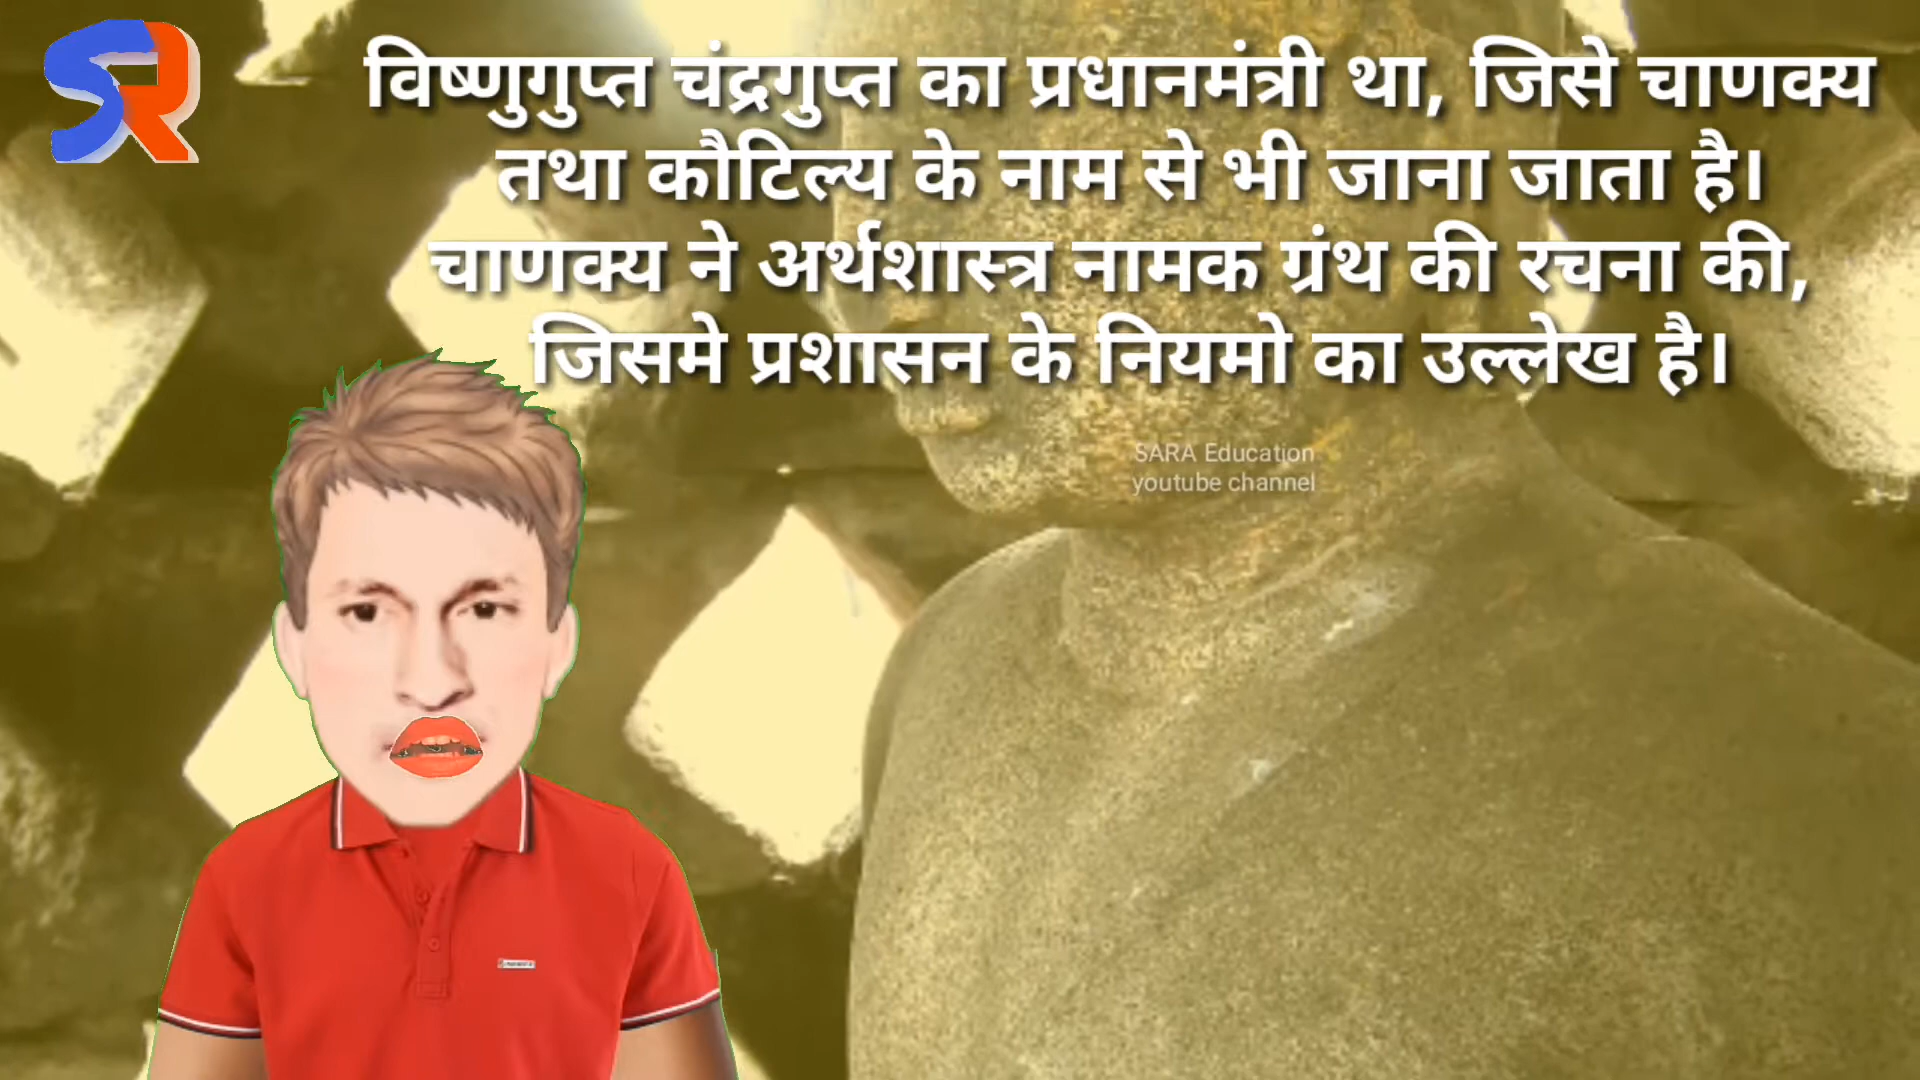 SR
विष्णुगुप्त चंद्रगुप्त का प्रधानमंत्री था, जिसे चाणक्य
तथा कौटिल्य के नाम से भी जाना जाता है।
चाणक्य ने अर्थशास्त्र नामक ग्रंथ की रचना की,
जिसमे प्रशासन के नियमो का उल्लेख है।
SARA Education
youtube channel